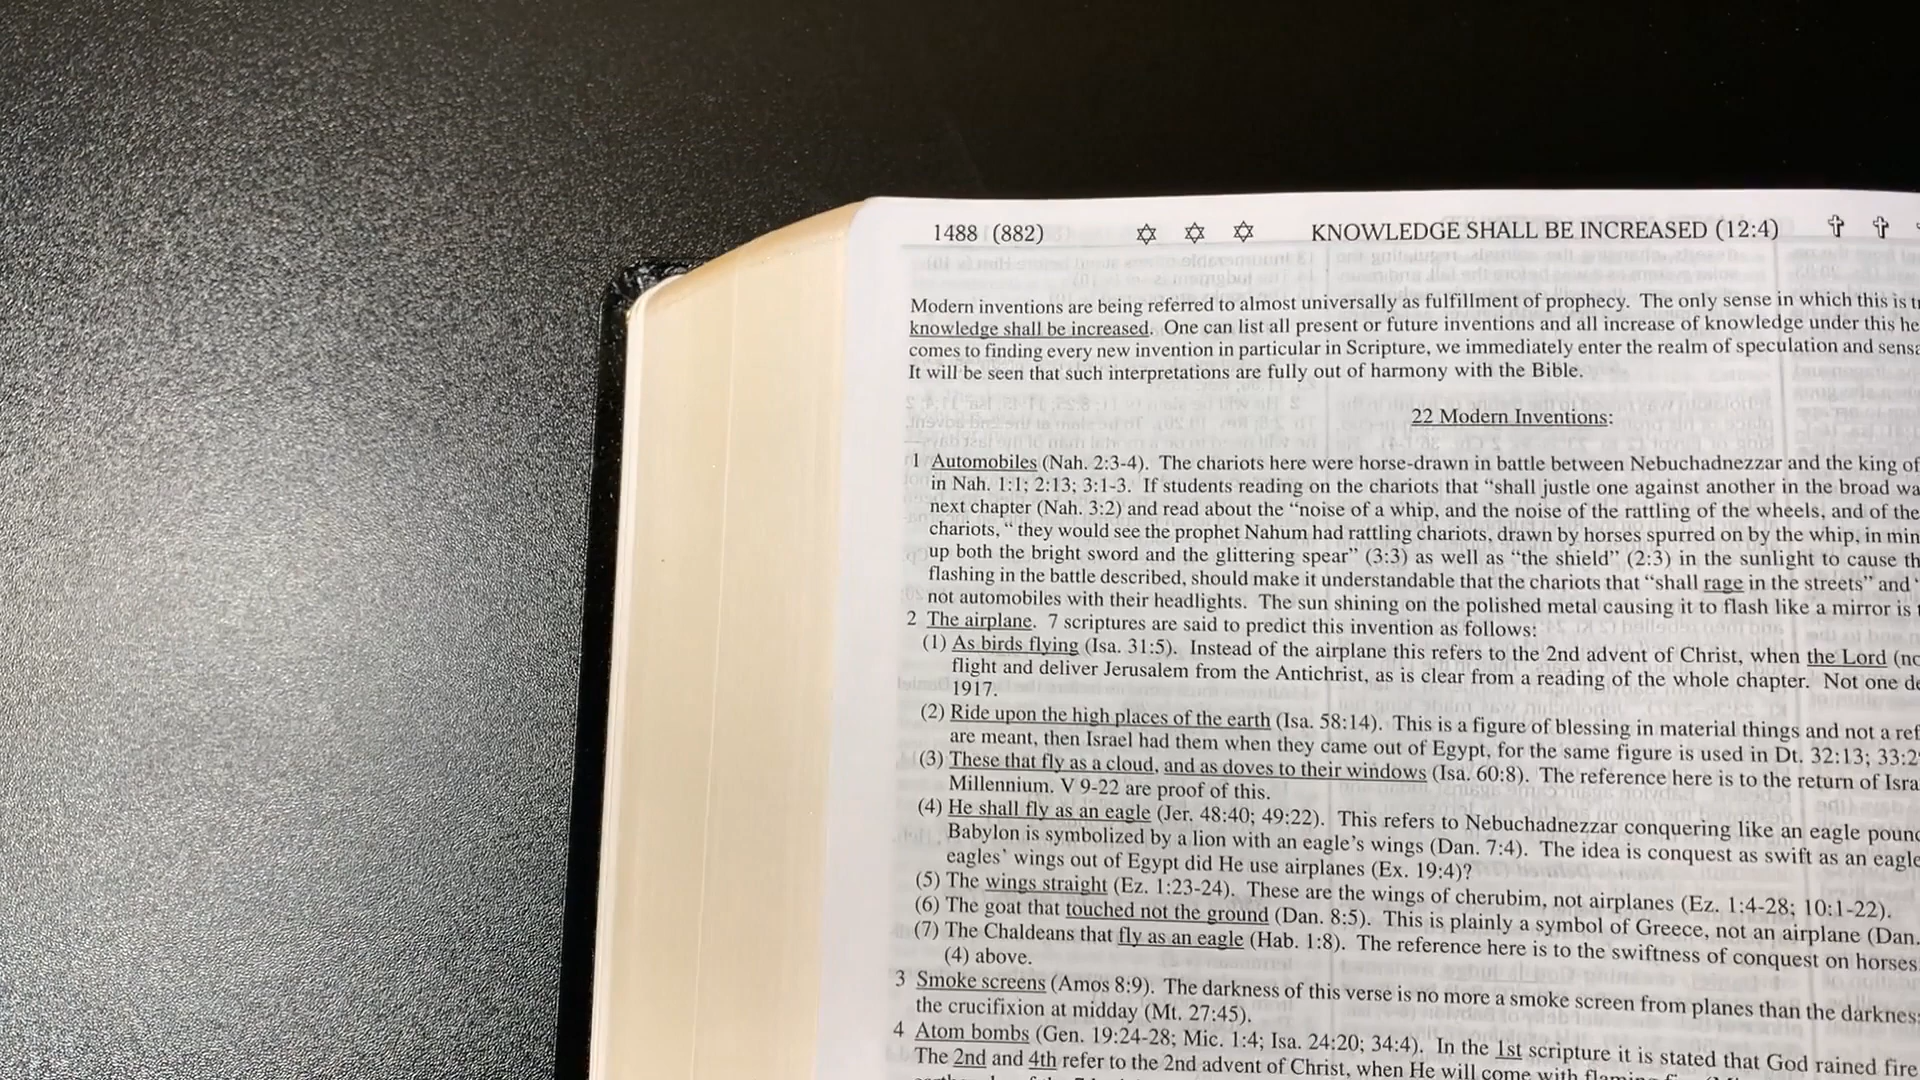 1488 (882) ✡ ✡ ✡ KNOWLEDGE SHALL BE INCREASED (12:4) ✞ ✞
Modern inventions are being referred to almost universally as fulfillment of prophecy. The only sense in which this is
knowledge shall be increased. One can list all present or future inventions and all increase of knowledge under this
comes to finding every new invention in particular in Scripture, we immediately enter the realm of speculation and
It will be seen that such interpretations are fully out of harmony with the Bible.
22 Modern Inventions:
1 Automobiles (Nah. 2:3-4). The chariots here were horse-drawn in battle between Nebuchadnezzar and the king of
in Nah. 1:1; 2:13; 3:1-3. If students reading on the chariots that “shall justle one against another in the broad
next chapter (Nah. 3:2) and read about the “noise of a whip, and the noise of the rattling of the wheels, and of the
chariots, “ they would see the prophet Nahum had rattling chariots, drawn by horses spurred on by the whip, in
up both the bright sword and the glittering spear” (3:3) as well as “the shield” (2:3) in the sunlight to cause
flashing in the battle described, should make it understandable that the chariots that “shall rage in the streets” and
not automobiles with their headlights. The sun shining on the polished metal causing it to flash like a mirror is
2 The airplane. 7 scriptures are said to predict this invention as follows:
(1) As birds flying (Isa. 31:5). Instead of the airplane this refers to the 2nd advent of Christ, when the Lord
flight and deliver Jerusalem from the Antichrist, as is clear from a reading of the whole chapter. Not one
1917.
(2) Ride upon the high places of the earth (Isa. 58:14). This is a figure of blessing in material things and not a
are meant, then Israel had them when they came out of Egypt, for the same figure is used in Dt. 32:13;
(3) These that fly as a cloud, and as doves to their windows (Isa. 60:8). The reference here is to the return of
Millennium. V 9-22 are proof of this.
(4) He shall fly as an eagle (Jer. 48:40; 49:22). This refers to Nebuchadnezzar conquering like an eagle
Babylon is symbolized by a lion with an eagle’s wings (Dan. 7:4). The idea is conquest as swift as an eagle
eagles’ wings out of Egypt did He use airplanes (Ex. 19:4)?
(5) The wings straight (Ez. 1:23-24). These are the wings of cherubim, not airplanes (Ez. 1:4-28; 10:1-22).
(6) The goat that touched not the ground (Dan. 8:5). This is plainly a symbol of Greece, not an airplane (Dan.
(7) The Chaldeans that fly as an eagle (Hab. 1:8). The reference here is to the swiftness of conquest on horses
(4) above.
3 Smoke screens (Amos 8:9). The darkness of this verse is no more a smoke screen from planes than the
the crucifixion at midday (Mt. 27:45).
4 Atom bombs (Gen. 19:24-28; Mic. 1:4; Isa. 24:20; 34:4). In the 1st scripture it is stated that God rained fire
The 2nd and 4th refer to the 2nd advent of Christ, when He will come with